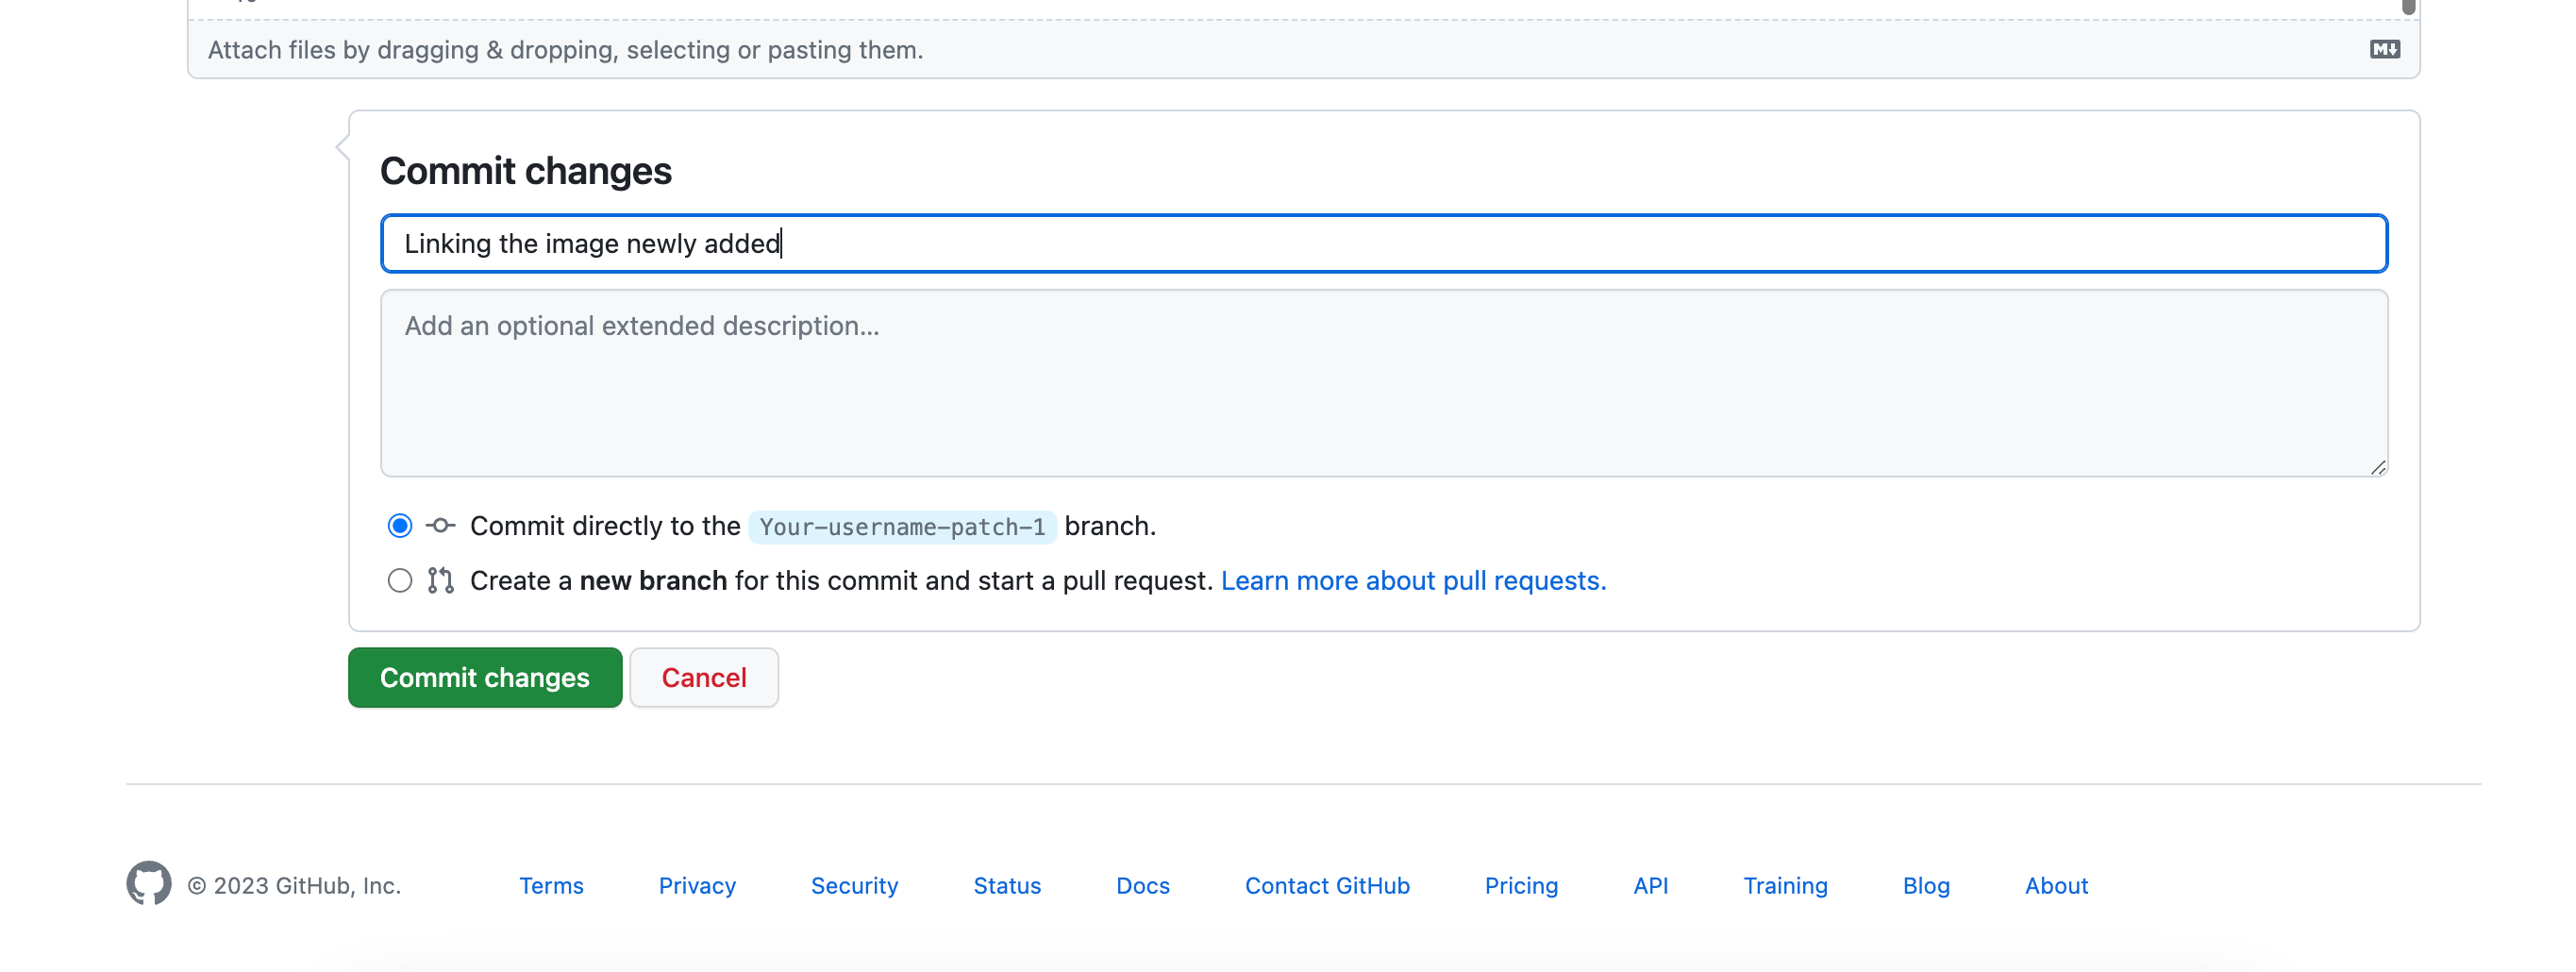 Attach files by dragging & dropping, selecting or pasting them.
M
Commit changes
Linking the image newly added
Add an optional extended description...
Commit directly to the Your-username-patch-1 branch.
Create a new branch for this commit and start a pull request. Learn more about pull requests.
Commit changes Cancel
© 2023 GitHub, Inc. Terms Privacy Security Status Docs Contact GitHub Pricing API Training Blog About